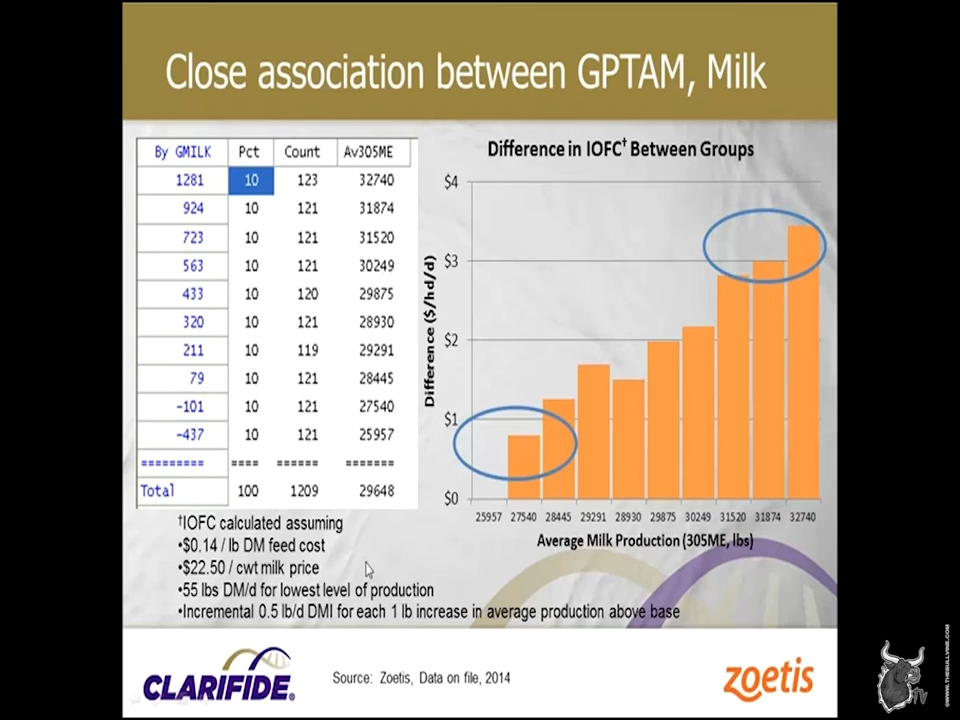 Close association between GPTAM, Milk
By GMILK Pct Count Av305ME
1281 10 123 32740
924 10 121 31874
723 10 121 31520
563 10 121 30249
433 10 120 29875
320 10 121 28930
211 10 119 29291
79 10 121 28445
-101 10 121 27540
-437 10 121 25957
========= ==== ====== =======
Total 100 1209 29648
Difference in IOFC† Between Groups
Difference ($/hd/d)
$4
$3
$2
$1
$0
25957 27540 28445 29291 28930 29875 30249 31520 31874 32740
Average Milk Production (305ME, lbs)
†IOFC calculated assuming
•$0.14 / lb DM feed cost
•$22.50 / cwt milk price
•55 lbs DM/d for lowest level of production
•Incremental 0.5 lb/d DMI for each 1 lb increase in average production above base
CLARIFIDE®
Source: Zoetis, Data on file, 2014
zoetis
TV
©WWW.THEBULLVINE.COM